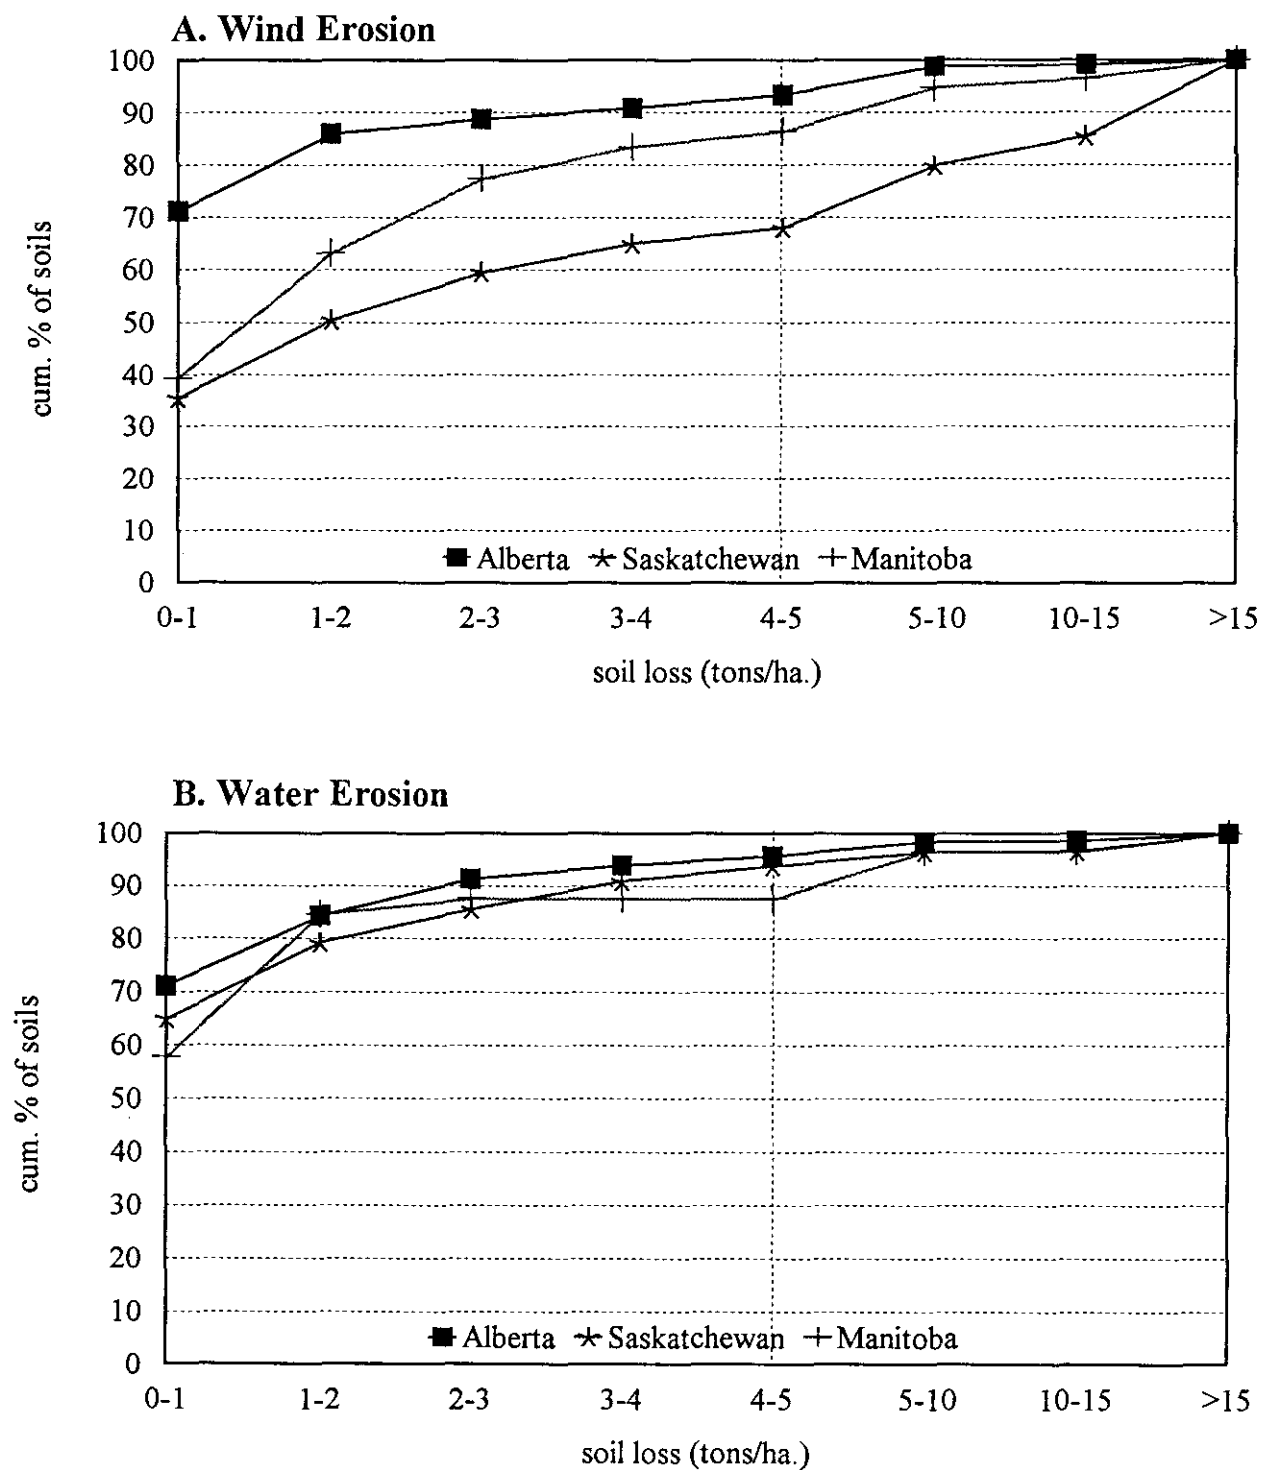 A. Wind Erosion
100
90
80
70
60
50
40
30
20
10
0
cum. % of soils
Alberta Saskatchewan Manitoba
0-1 1-2 2-3 3-4 4-5 5-10 10-15 >15
soil loss (tons/ha.)
B. Water Erosion
100
90
80
70
60
50
40
30
20
10
0
cum. % of soils
Alberta Saskatchewan Manitoba
0-1 1-2 2-3 3-4 4-5 5-10 10-15 >15
soil loss (tons/ha.)